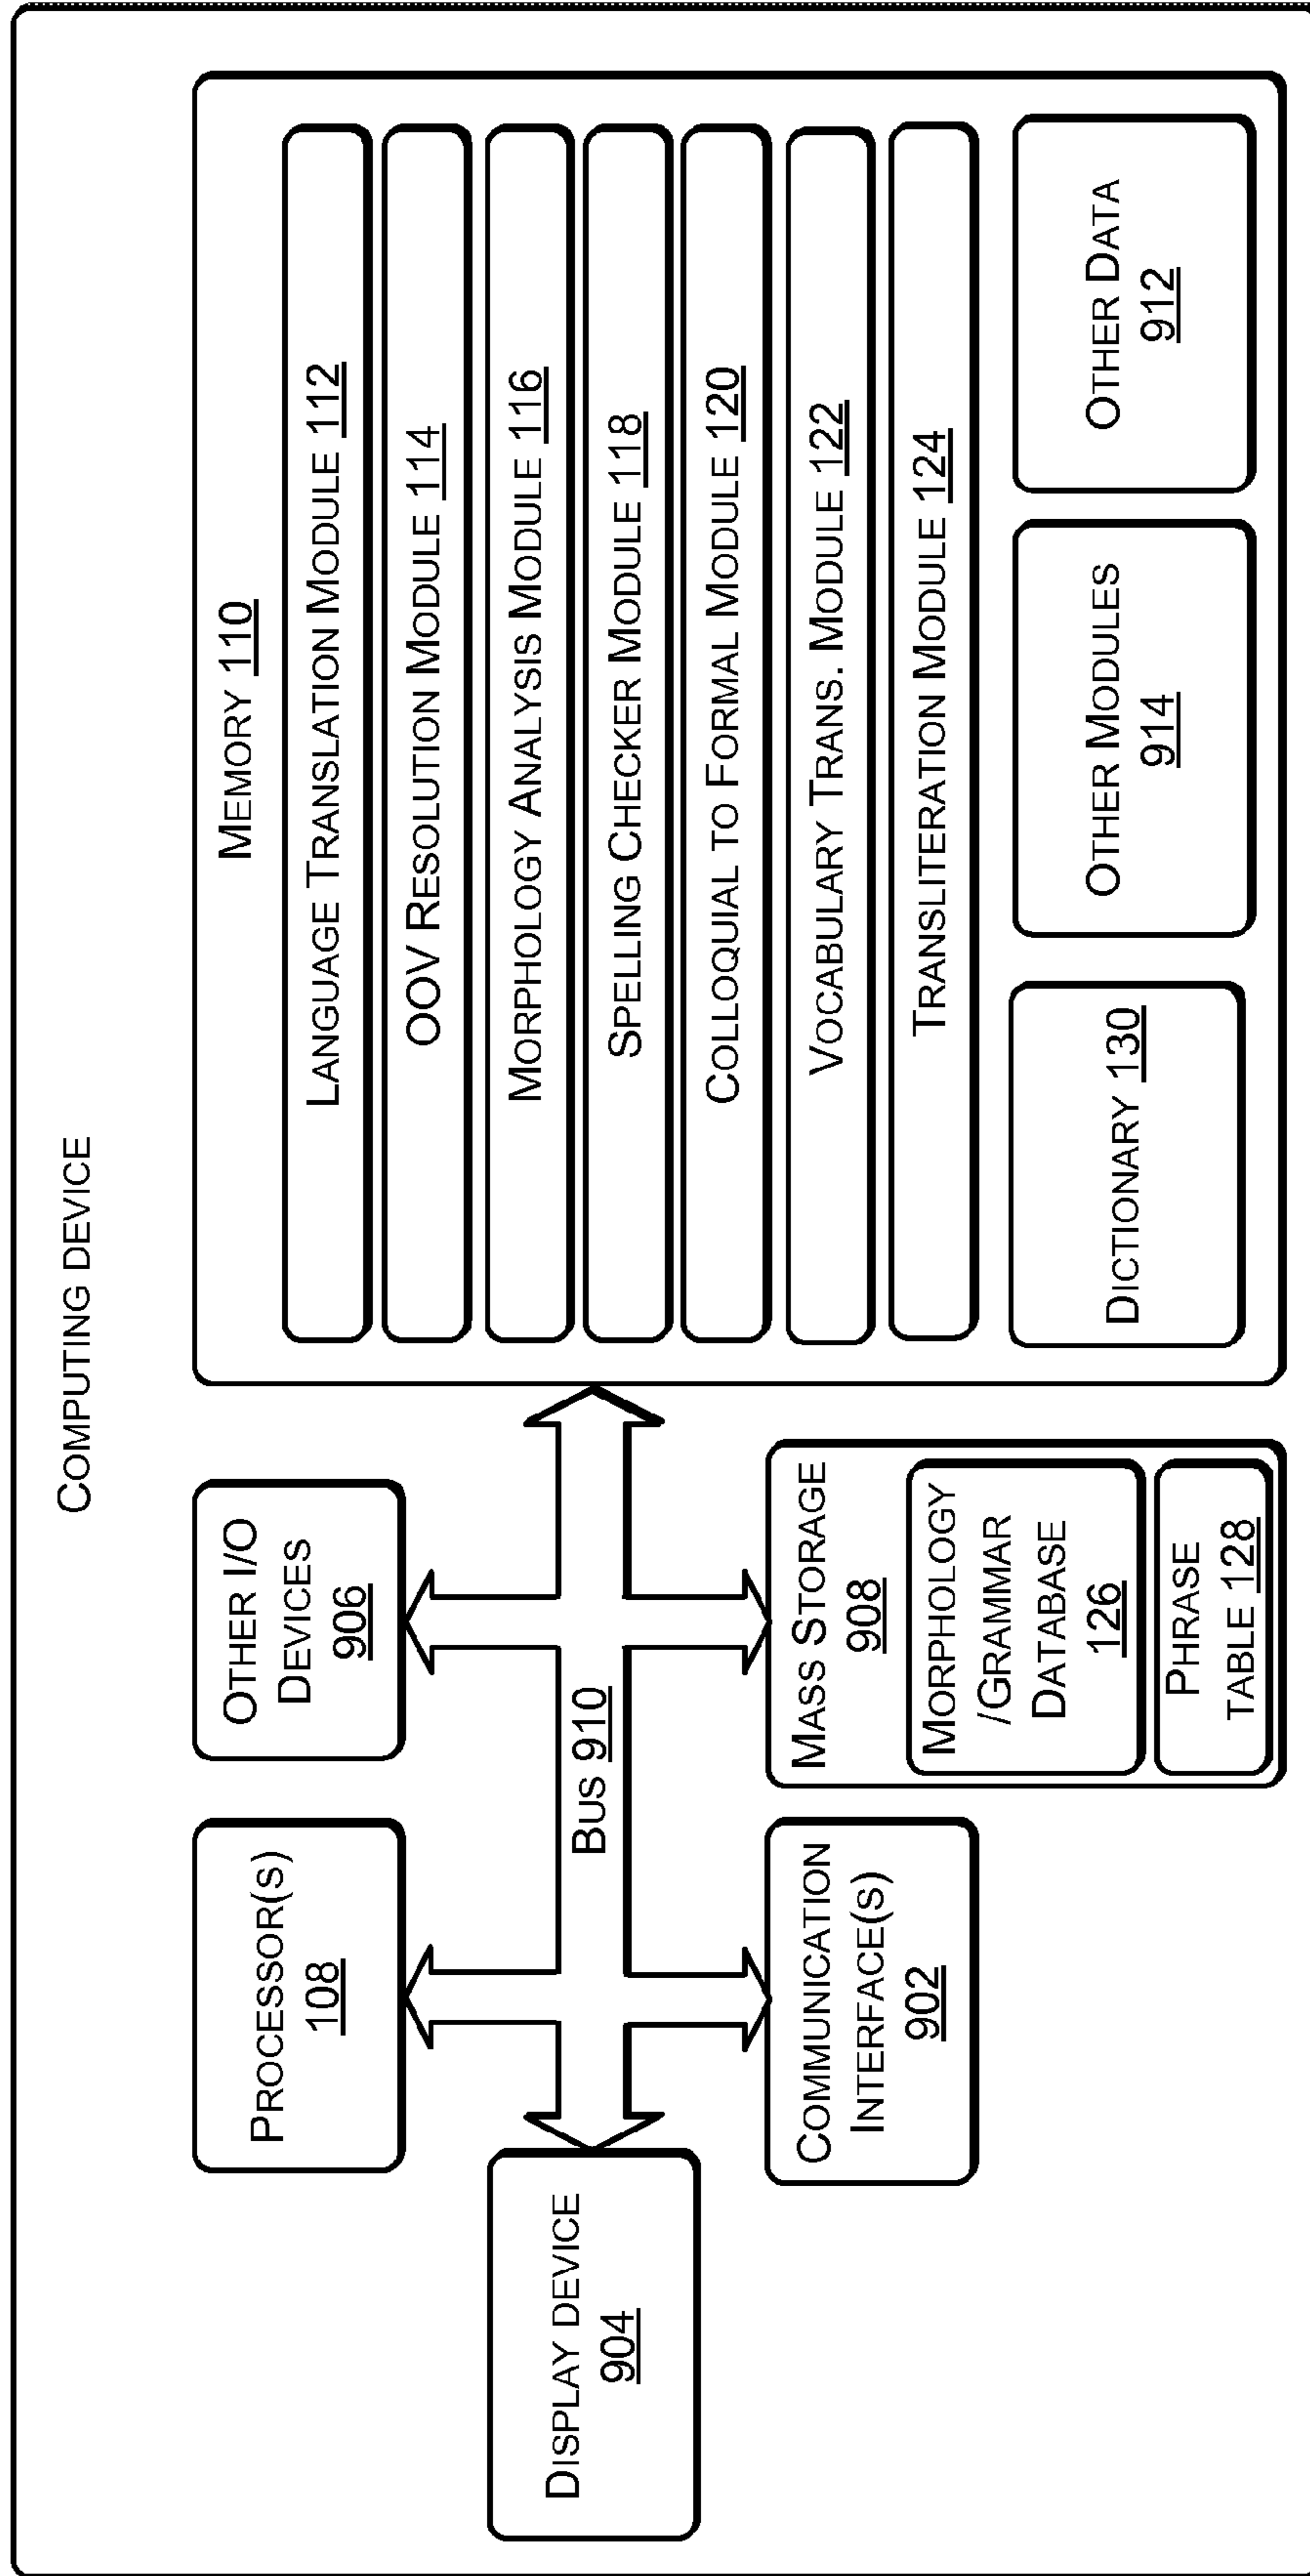 COMPUTING DEVICE
PROCESSOR(S)
108
OTHER I/O
DEVICES
906
DISPLAY DEVICE
904
BUS 910
COMMUNICATION
INTERFACE(S)
902
MASS STORAGE
908
MORPHOLOGY
/GRAMMAR
DATABASE
126
PHRASE
TABLE 128
MEMORY 110
LANGUAGE TRANSLATION MODULE 112
OOV RESOLUTION MODULE 114
MORPHOLOGY ANALYSIS MODULE 116
SPELLING CHECKER MODULE 118
COLLOQUIAL TO FORMAL MODULE 120
VOCABULARY TRANS. MODULE 122
TRANSLITERATION MODULE 124
DICTIONARY 130
OTHER MODULES
914
OTHER DATA
912